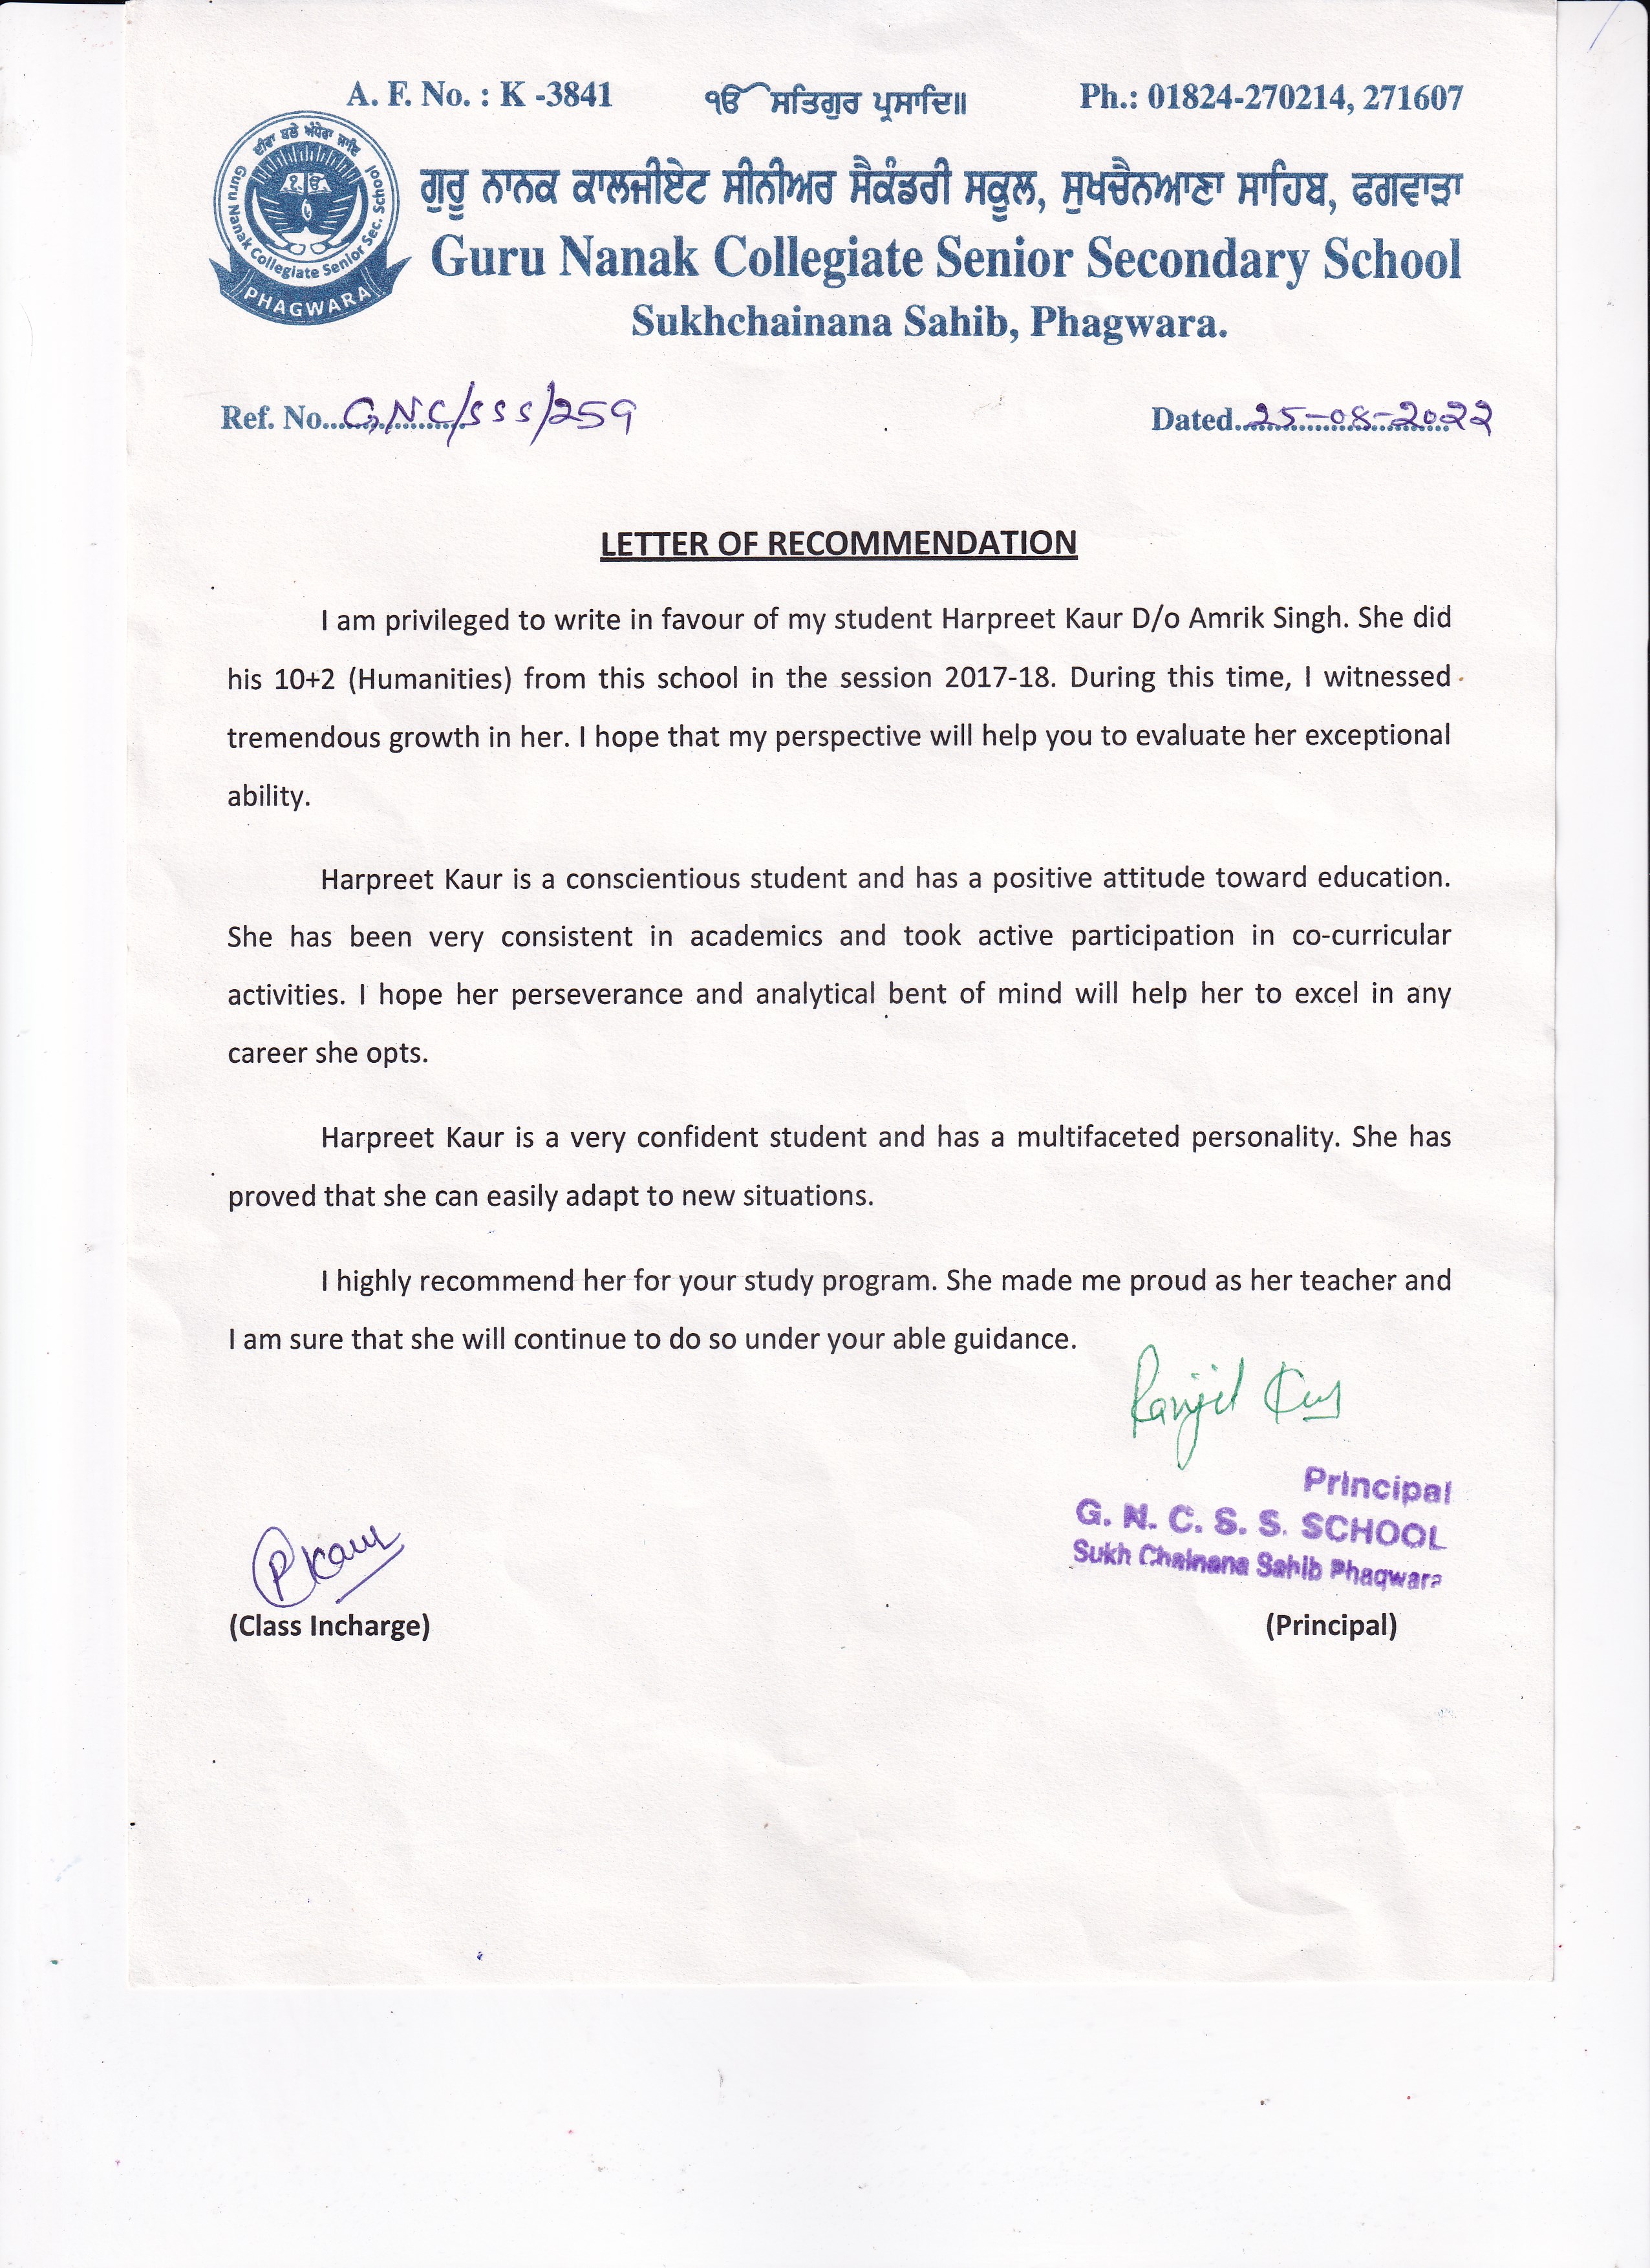 A. F. No. : K -3841 ੴ ਸਤਿਗੁਰ ਪ੍ਰਸਾਦਿ॥ Ph.: 01824-270214, 271607
ਦੀਵਾ ਬਲੇ ਅੰਧੇਰਾ ਜਾਇ
Guru Nanak Collegiate Senior Sec. School
PHAGWARA
ਗੁਰੂ ਨਾਨਕ ਕਾਲਜੀਏਟ ਸੀਨੀਅਰ ਸੈਕੰਡਰੀ ਸਕੂਲ, ਸੁਖਚੈਨਆਣਾ ਸਾਹਿਬ, ਫਗਵਾੜਾ
Guru Nanak Collegiate Senior Secondary School
Sukhchainana Sahib, Phagwara.
Ref. No. GNC/SSS/259 Dated. 25-08-2022
LETTER OF RECOMMENDATION
I am privileged to write in favour of my student Harpreet Kaur D/o Amrik Singh. She did
his 10+2 (Humanities) from this school in the session 2017-18. During this time, I witnessed
tremendous growth in her. I hope that my perspective will help you to evaluate her exceptional
ability.
Harpreet Kaur is a conscientious student and has a positive attitude toward education.
She has been very consistent in academics and took active participation in co-curricular
activities. I hope her perseverance and analytical bent of mind will help her to excel in any
career she opts.
Harpreet Kaur is a very confident student and has a multifaceted personality. She has
proved that she can easily adapt to new situations.
I highly recommend her for your study program. She made me proud as her teacher and
I am sure that she will continue to do so under your able guidance.
Principal
G. N. C. S. S. SCHOOL
Sukh Chainana Sahib Phagwara
P Kaur
(Class Incharge) (Principal)